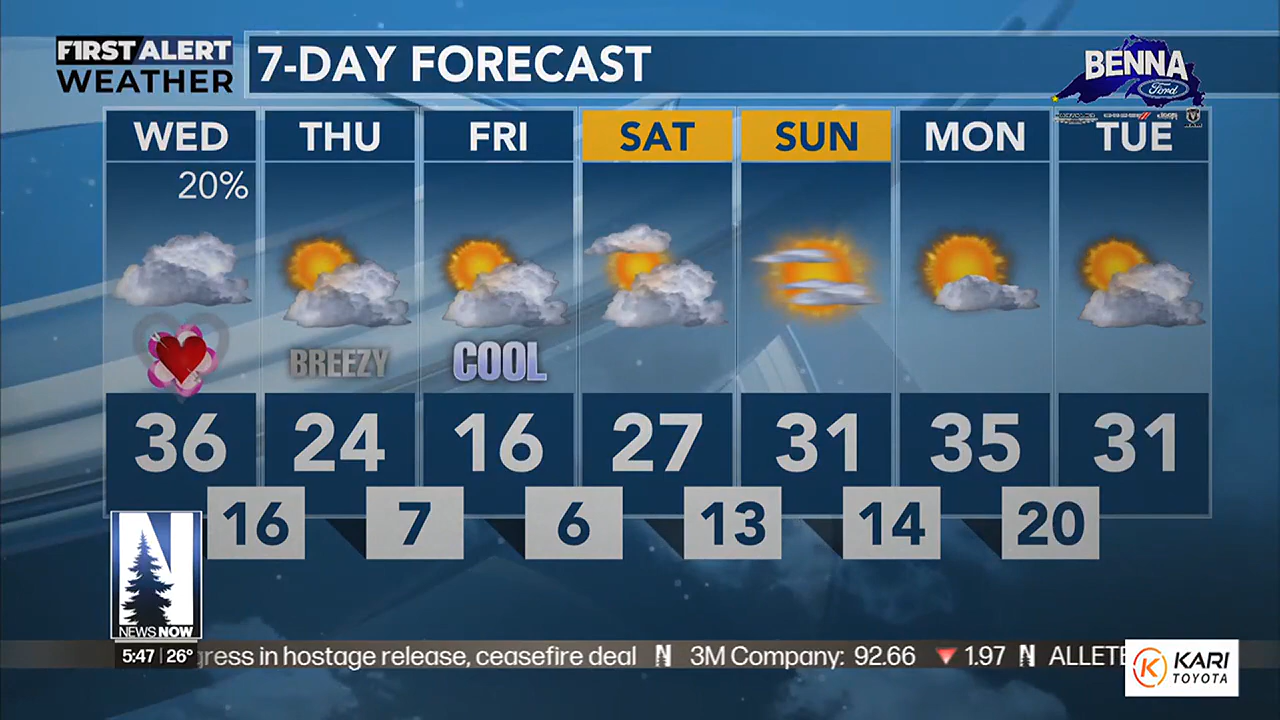 FIRST ALERT
WEATHER
7-DAY FORECAST
BENNA
Ford
WED
THU
FRI
SAT
SUN
MON
TUE
20%
BREEZY
COOL
36
24
16
27
31
35
31
16
7
6
13
14
20
N
NEWS NOW
5:47 | 26°
gress in hostage release, ceasefire deal N 3M Company: 92.66 ▼ 1.97 N ALLETE
K KARI
TOYOTA